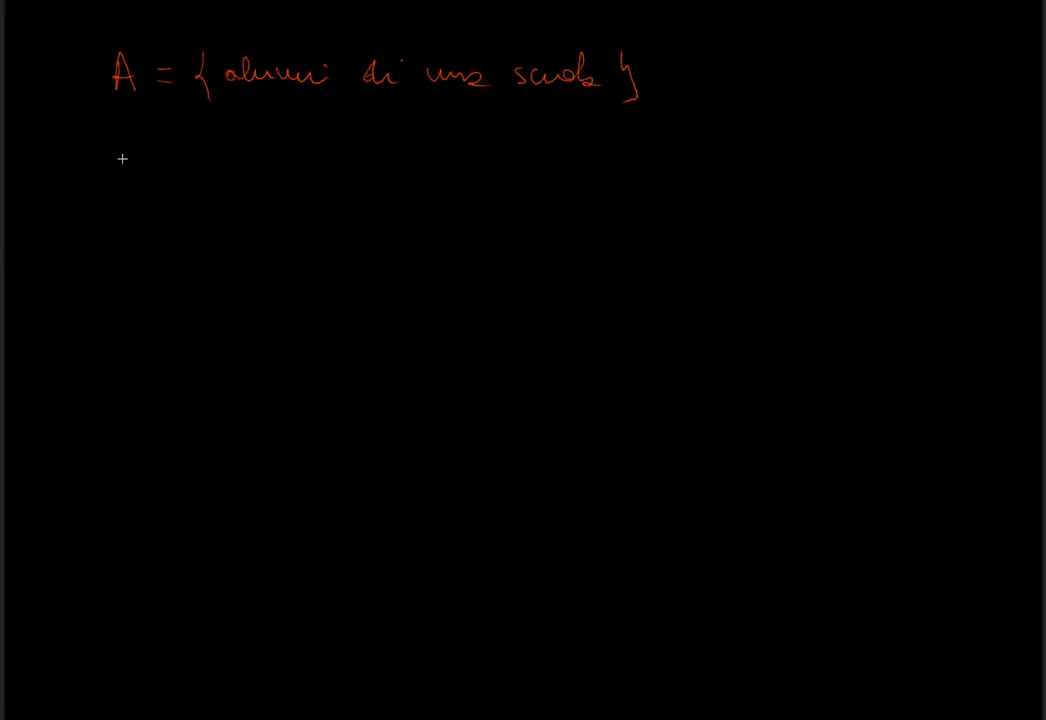 A = { alunni di una scuola }